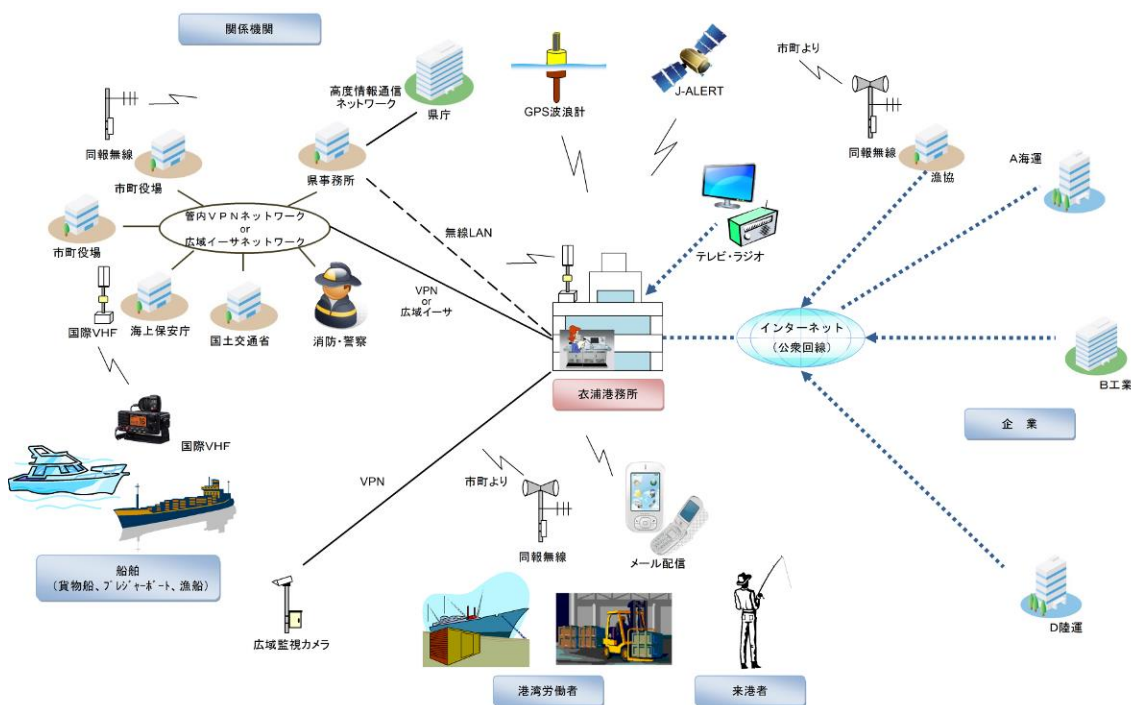 関係機関
市町より
J-ALERT
高度情報通信
ネットワーク
県庁
GPS波浪計
同報無線
同報無線
漁協
A海運
市町役場
県事務所
管内VPNネットワーク
or
広域イーサネットワーク
無線LAN
テレビ・ラジオ
市町役場
VPN
or
広域イーサ
国際VHF
海上保安庁
国土交通省
消防・警察
インターネット
(公衆回線)
B工業
衣浦港務所
企 業
国際VHF
VPN
市町より
同報無線
メール配信
船舶
(貨物船、プレジャーボート、漁船)
D陸運
広域監視カメラ
港湾労働者
来港者